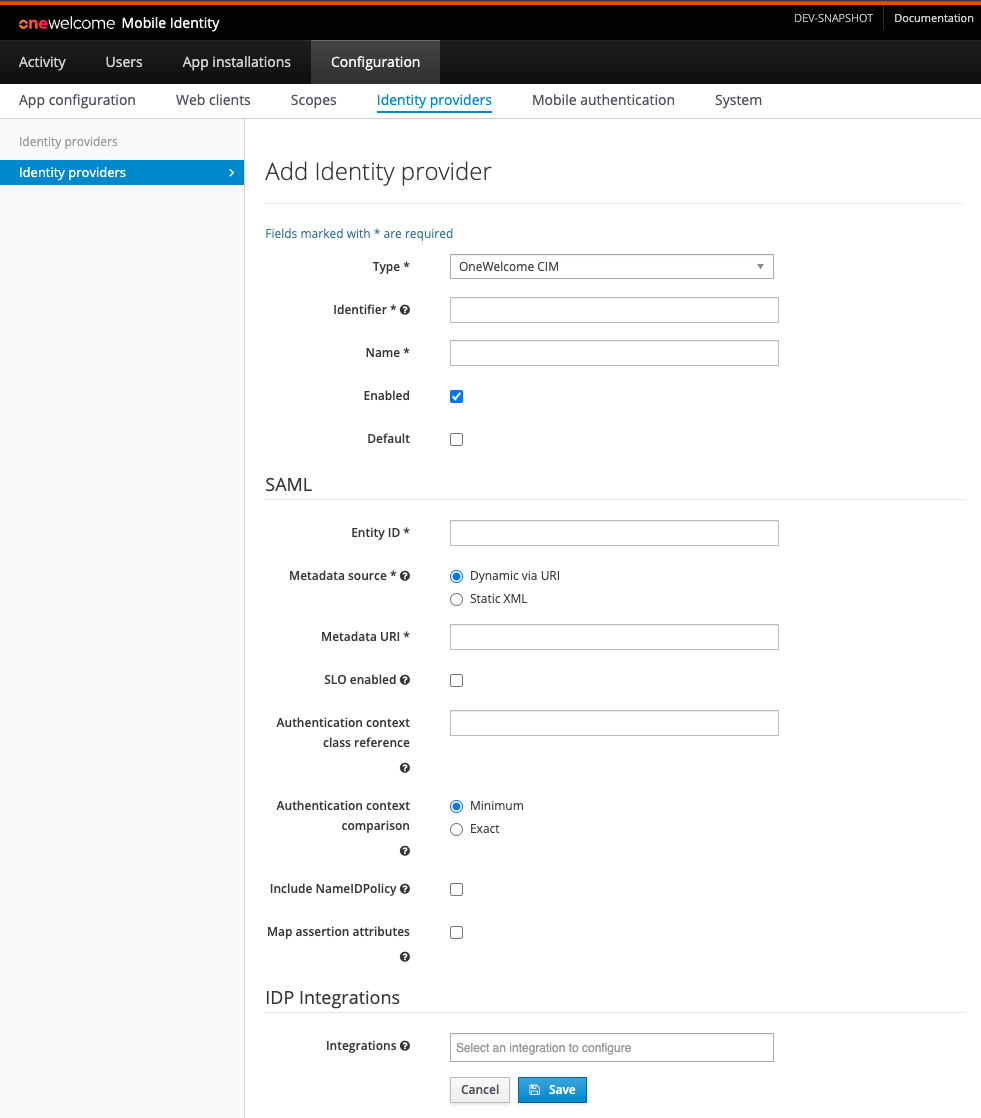 onewelcome Mobile Identity
DEV-SNAPSHOT Documentation
Activity Users App installations Configuration
App configuration Web clients Scopes Identity providers Mobile authentication System
Identity providers
Identity providers
Add Identity provider
Fields marked with * are required
Type * OneWelcome CIM
Identifier *
Name *
Enabled
Default
SAML
Entity ID *
Metadata source * Dynamic via URI
Static XML
Metadata URI *
SLO enabled
Authentication context
class reference
Authentication context Minimum
comparison Exact
Include NameIDPolicy
Map assertion attributes
IDP Integrations
Integrations Select an integration to configure
Cancel Save